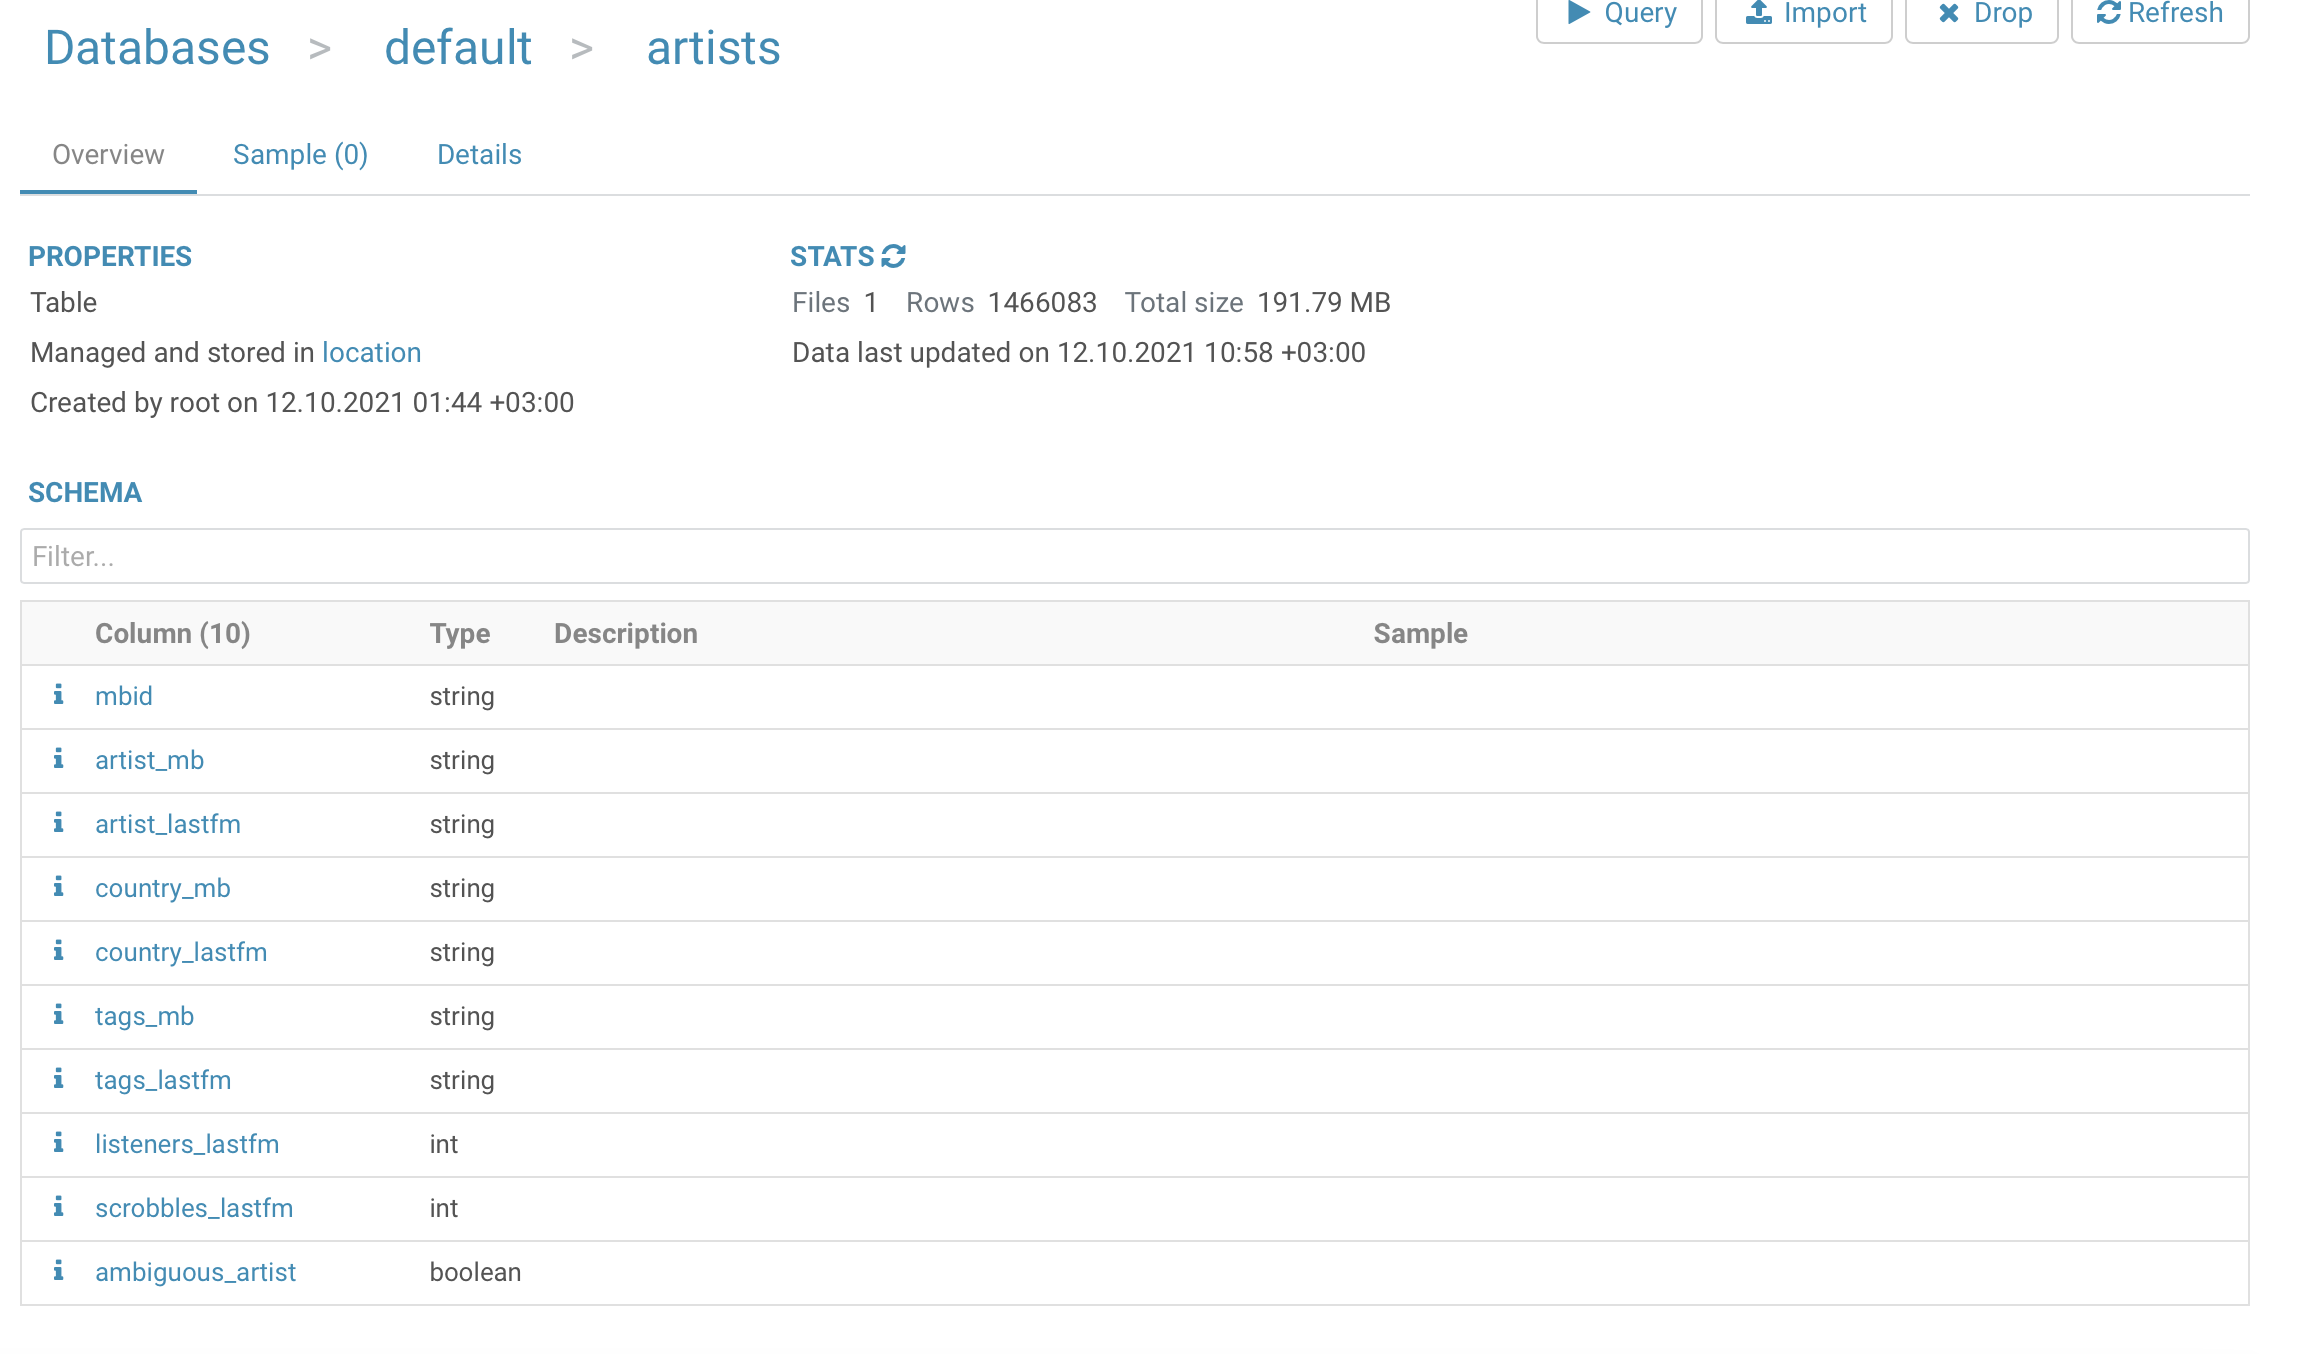 Databases > default > artists
Query Import Drop Refresh
Overview Sample (0) Details
PROPERTIES
Table
Managed and stored in location
Created by root on 12.10.2021 01:44 +03:00
STATS
Files 1 Rows 1466083 Total size 191.79 MB
Data last updated on 12.10.2021 10:58 +03:00
SCHEMA
Filter...
Column (10) Type Description Sample
mbid string
artist_mb string
artist_lastfm string
country_mb string
country_lastfm string
tags_mb string
tags_lastfm string
listeners_lastfm int
scrobbles_lastfm int
ambiguous_artist boolean